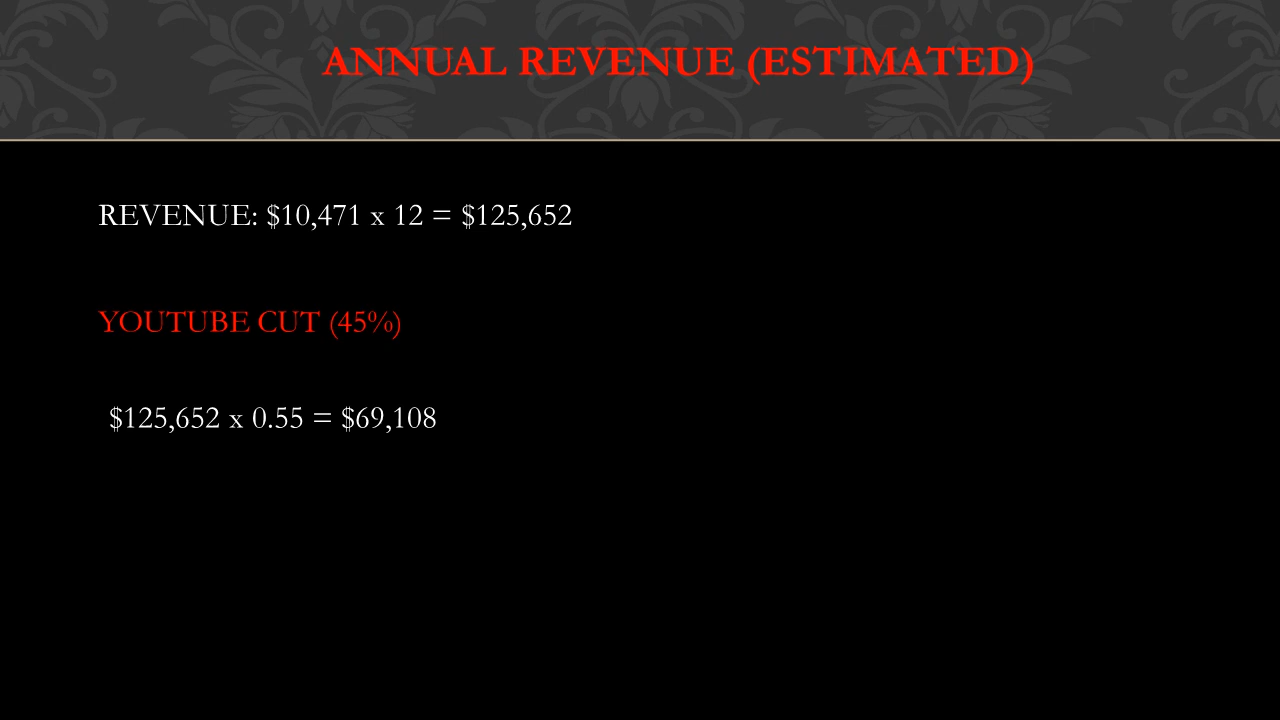 ANNUAL REVENUE (ESTIMATED)
REVENUE: $10,471 x 12 = $125,652
YOUTUBE CUT (45%)
$125,652 x 0.55 = $69,108